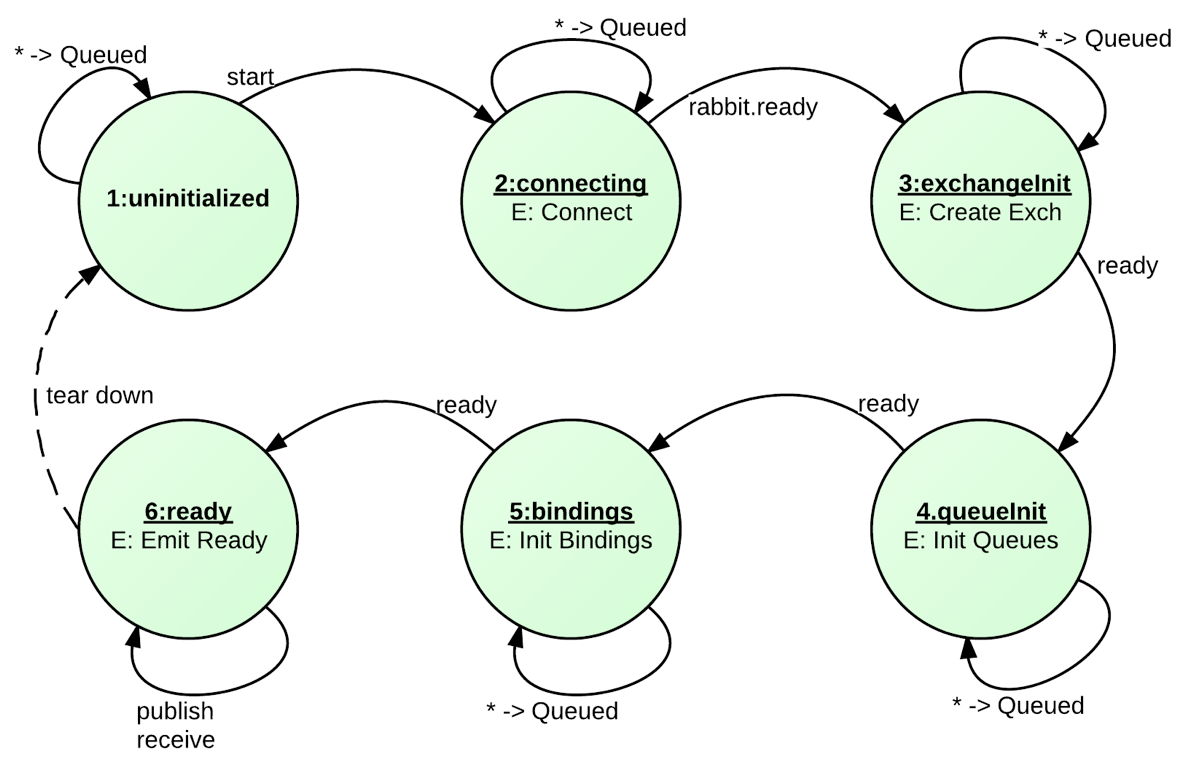 * -> Queued
* -> Queued
* -> Queued
start
rabbit.ready
1:uninitialized
2:connecting
E: Connect
3:exchangeInit
E: Create Exch
ready
tear down
ready
ready
6:ready
E: Emit Ready
5:bindings
E: Init Bindings
4.queueInit
E: Init Queues
publish
receive
* -> Queued
* -> Queued